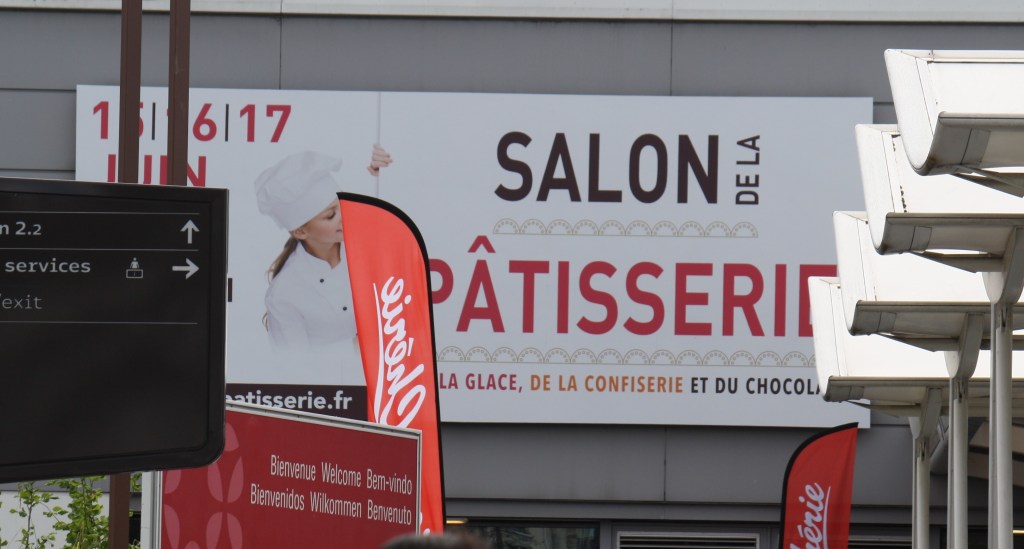 15|16|17
JUIN
SALON
DE LA
PÂTISSERIE
LA GLACE, DE LA CONFISERIE ET DU CHOCOLA
patisserie.fr
2.2
services
exit
Bienvenue Welcome Bem-vindo
Bienvenidos Wilkommen Benvenuto